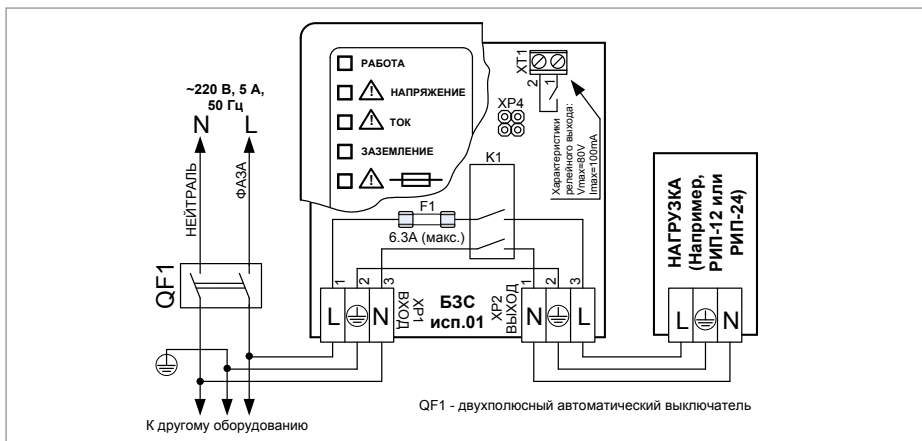 ~220 В, 5 А,
50 Гц
N L
НЕЙТРАЛЬ
ФАЗА
QF1
К другому оборудованию
РАБОТА
НАПРЯЖЕНИЕ
ТОК
ЗАЗЕМЛЕНИЕ
XT1
2 1
XP4
Характеристики
релейного выхода:
Vmax=80V
Imax=100mA
K1
F1
6.3А (макс.)
1 2 3
L N
XP1
ВХОД
БЗС
исп.01
XP2
ВЫХОД
1 2 3
N L
НАГРУЗКА
(Например,
РИП-12 или
РИП-24)
L N
QF1 - двухполюсный автоматический выключатель